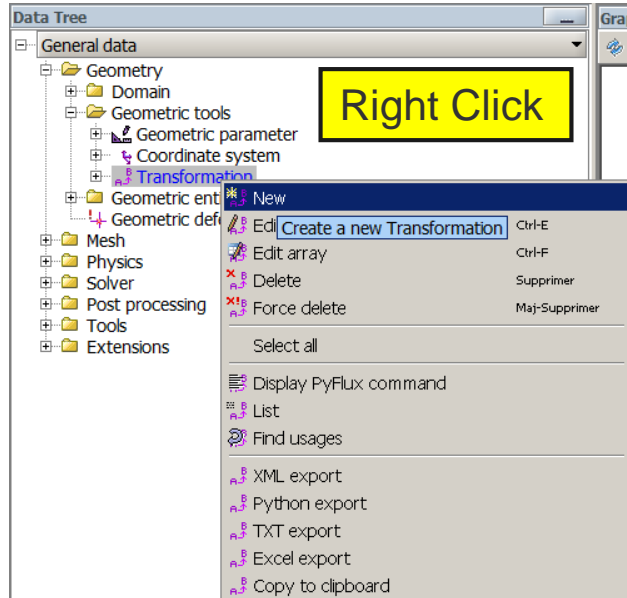 Data Tree
Gra
General data
Geometry
Domain
Geometric tools
Right Click
Geometric parameter
Coordinate system
Transformation
Geometric ent
Geometric def
Mesh
Physics
Solver
Post processing
Tools
Extensions
New
Edi
Create a new Transformation
Ctrl-E
Edit array Ctrl-F
Delete Supprimer
Force delete Maj-Supprimer
Select all
Display PyFlux command
List
Find usages
XML export
Python export
TXT export
Excel export
Copy to clipboard